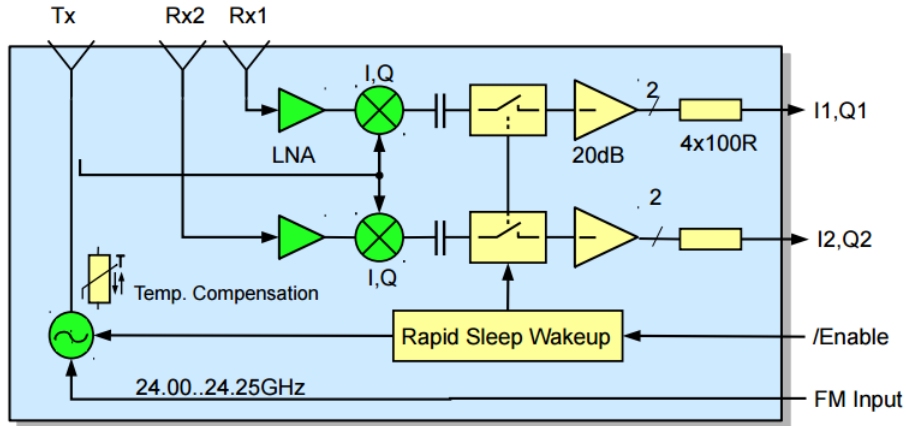 Tx
Rx2
Rx1
I,Q
2
I1,Q1
LNA
20dB
4x100R
2
I2,Q2
I,Q
T
Temp. Compensation
Rapid Sleep Wakeup
/Enable
24.00..24.25GHz
FM Input